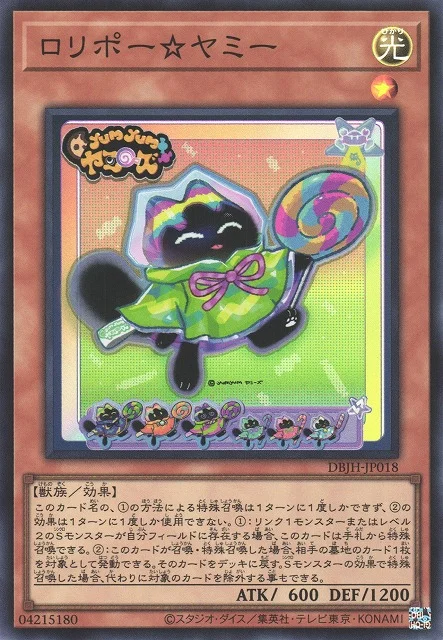 ロリポー☆ヤミー
光
yumyum
DBJH-JP018
【獣族／効果】
このカード名の、①の方法による特殊召喚は1ターンに1度しかできず、②の
効果は1ターンに1度しか使用できない。①：リンク1モンスターまたはレベル
2のSモンスターが自分フィールドに存在する場合、このカードは手札から特殊
召喚できる。②：このカードが召喚・特殊召喚した場合、相手の墓地のカード1枚
を対象として発動できる。そのカードをデッキに戻す。Sモンスターの効果で特殊
召喚した場合、代わりに対象のカードを除外する事もできる。
ATK/ 600 DEF/1200
04215180
©スタジオ・ダイス／集英社・テレビ東京・KONAMI